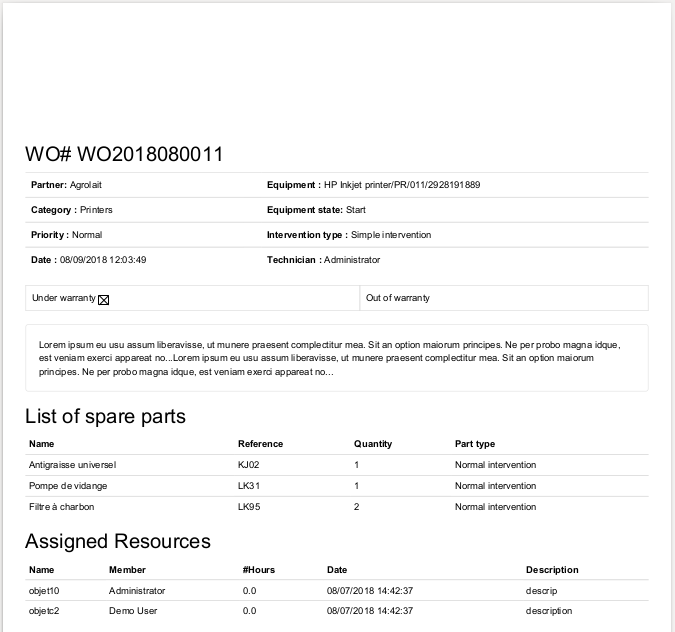 WO# WO2018080011
Partner: Agrolait Equipment : HP Inkjet printer/PR/011/2928191889
Category : Printers Equipment state: Start
Priority : Normal Intervention type : Simple intervention
Date : 08/09/2018 12:03:49 Technician : Administrator
Under warranty Out of warranty
Lorem ipsum eu usu assum liberavisse, ut munere praesent complectitur mea. Sit an option maiorum principes. Ne per probo magna idque,
est veniam exerci appareat no...Lorem ipsum eu usu assum liberavisse, ut munere praesent complectitur mea. Sit an option maiorum
principes. Ne per probo magna idque, est veniam exerci appareat no...
List of spare parts
Name Reference Quantity Part type
Antigraisse universel KJ02 1 Normal intervention
Pompe de vidange LK31 1 Normal intervention
Filtre à charbon LK95 2 Normal intervention
Assigned Resources
Name Member #Hours Date Description
objet10 Administrator 0.0 08/07/2018 14:42:37 descrip
objetc2 Demo User 0.0 08/07/2018 14:42:37 description